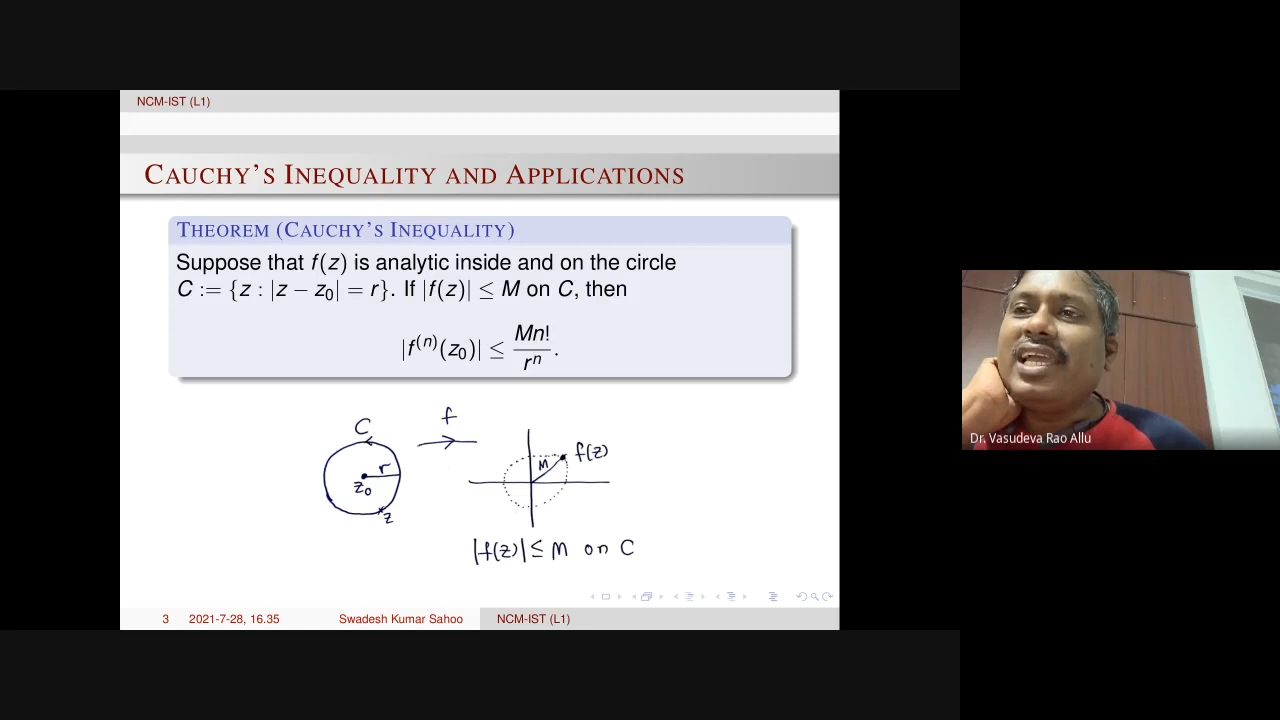 NCM-IST (L1)
CAUCHY'S INEQUALITY AND APPLICATIONS
THEOREM (CAUCHY'S INEQUALITY)
Suppose that f(z) is analytic inside and on the circle
C := {z : |z − z₀| = r}. If |f(z)| ≤ M on C, then
|f⁽ⁿ⁾(z₀)| ≤ Mn!/rⁿ.
C
f
r
z₀
z
M
f(z)
|f(z)| ≤ M on C
Dr. Vasudeva Rao Allu
3 2021-7-28, 16.35 Swadesh Kumar Sahoo NCM-IST (L1)